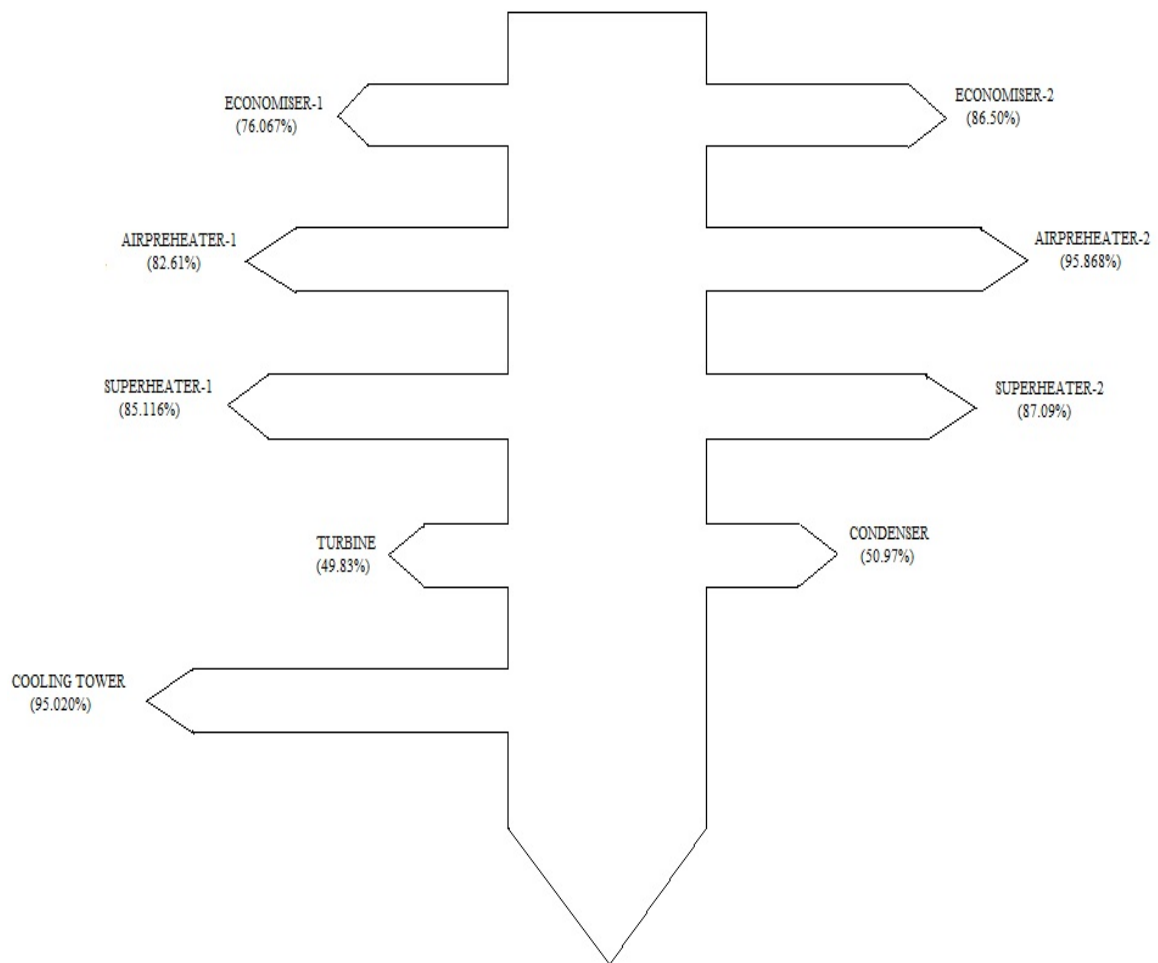 ECONOMISER-1
(76.067%)
ECONOMISER-2
(86.50%)
AIRPREHEATER-1
(82.61%)
AIRPREHEATER-2
(95.868%)
SUPERHEATER-1
(85.116%)
SUPERHEATER-2
(87.09%)
TURBINE
(49.83%)
CONDENSER
(50.97%)
COOLING TOWER
(95.020%)